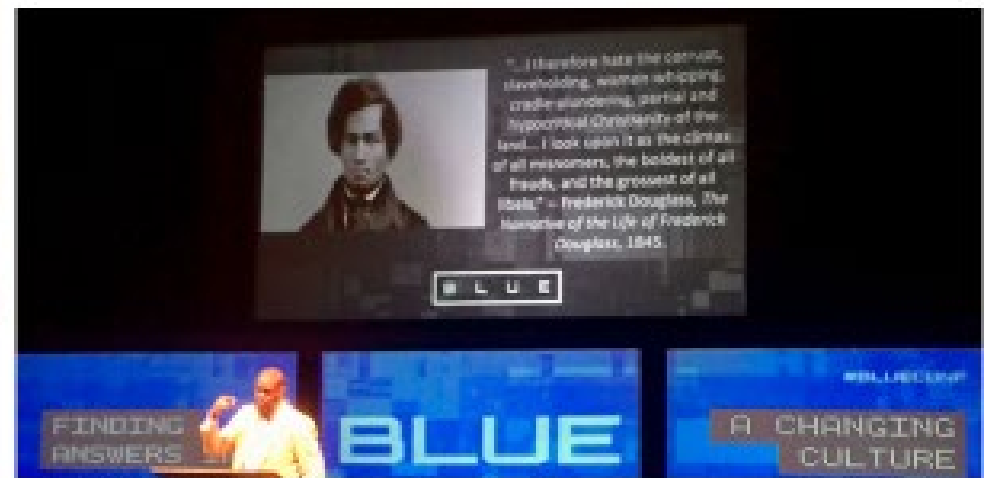 "...I therefore hate the corrupt,
slaveholding, women whipping,
cradle-plundering, partial and
hypocritical Christianity of the
land... I look upon it as the climax
of all misnomers, the boldest of all
frauds, and the grossest of all
libels." – Frederick Douglass, The
Narrative of the Life of Frederick
Douglass, 1845.
BLUE
#BLUECONF
FINDING
ANSWERS IN
BLUE
A CHANGING
CULTURE